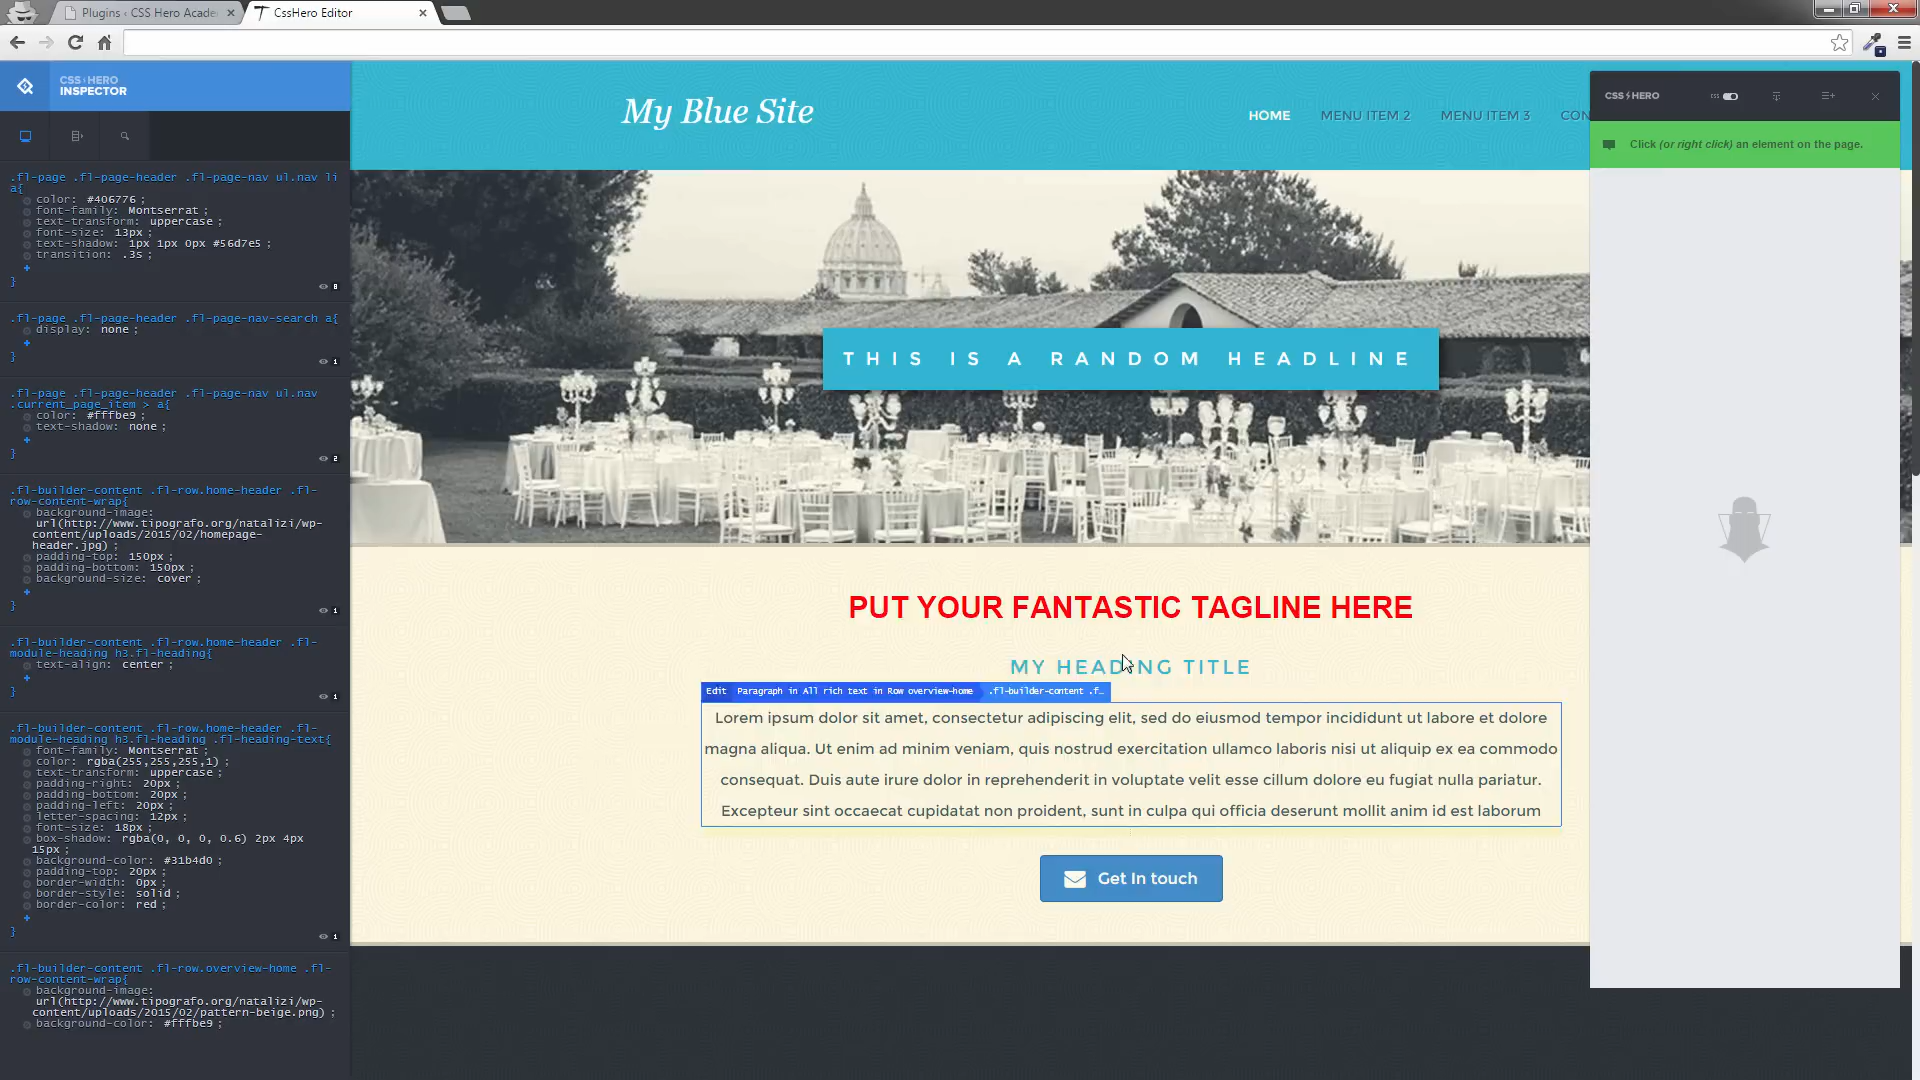 Plugins ‹ CSS Hero Acade
CssHero Editor
CSS HERO
INSPECTOR
.fl-page .fl-page-header .fl-page-nav ul.nav li
a{
color: #406776 ;
font-family: Montserrat ;
text-transform: uppercase ;
font-size: 13px ;
text-shadow: 1px 1px 0px #56d7e5 ;
transition: .3s ;
+
}
8
.fl-page .fl-page-header .fl-page-nav-search a{
display: none ;
+
}
1
.fl-page .fl-page-header .fl-page-nav ul.nav
.current_page_item > a{
color: #fffbe9 ;
text-shadow: none ;
+
}
2
.fl-builder-content .fl-row.home-header .fl-
row-content-wrap{
background-image:
url(http://www.tipografo.org/natalizi/wp-
content/uploads/2015/02/homepage-
header.jpg) ;
padding-top: 150px ;
padding-bottom: 150px ;
background-size: cover ;
+
}
1
.fl-builder-content .fl-row.home-header .fl-
module-heading h3.fl-heading{
text-align: center ;
+
}
1
.fl-builder-content .fl-row.home-header .fl-
module-heading h3.fl-heading .fl-heading-text{
font-family: Montserrat ;
color: rgba(255,255,255,1) ;
text-transform: uppercase ;
padding-right: 20px ;
padding-bottom: 20px ;
padding-left: 20px ;
letter-spacing: 12px ;
font-size: 18px ;
box-shadow: rgba(0, 0, 0, 0.6) 2px 4px
15px ;
background-color: #31b4d0 ;
padding-top: 20px ;
border-width: 0px ;
border-style: solid ;
border-color: red ;
+
}
1
.fl-builder-content .fl-row.overview-home .fl-
row-content-wrap{
background-image:
url(http://www.tipografo.org/natalizi/wp-
content/uploads/2015/02/pattern-beige.png) ;
background-color: #fffbe9 ;
My Blue Site
HOME MENU ITEM 2 MENU ITEM 3 CON
THIS IS A RANDOM HEADLINE
PUT YOUR FANTASTIC TAGLINE HERE
MY HEADING TITLE
Edit Paragraph in All rich text in Row overview-home .fl-builder-content .f…
Lorem ipsum dolor sit amet, consectetur adipiscing elit, sed do eiusmod tempor incididunt ut labore et dolore
magna aliqua. Ut enim ad minim veniam, quis nostrud exercitation ullamco laboris nisi ut aliquip ex ea commodo
consequat. Duis aute irure dolor in reprehenderit in voluptate velit esse cillum dolore eu fugiat nulla pariatur.
Excepteur sint occaecat cupidatat non proident, sunt in culpa qui officia deserunt mollit anim id est laborum
Get In touch
CSS HERO
CSS
Click (or right click) an element on the page.